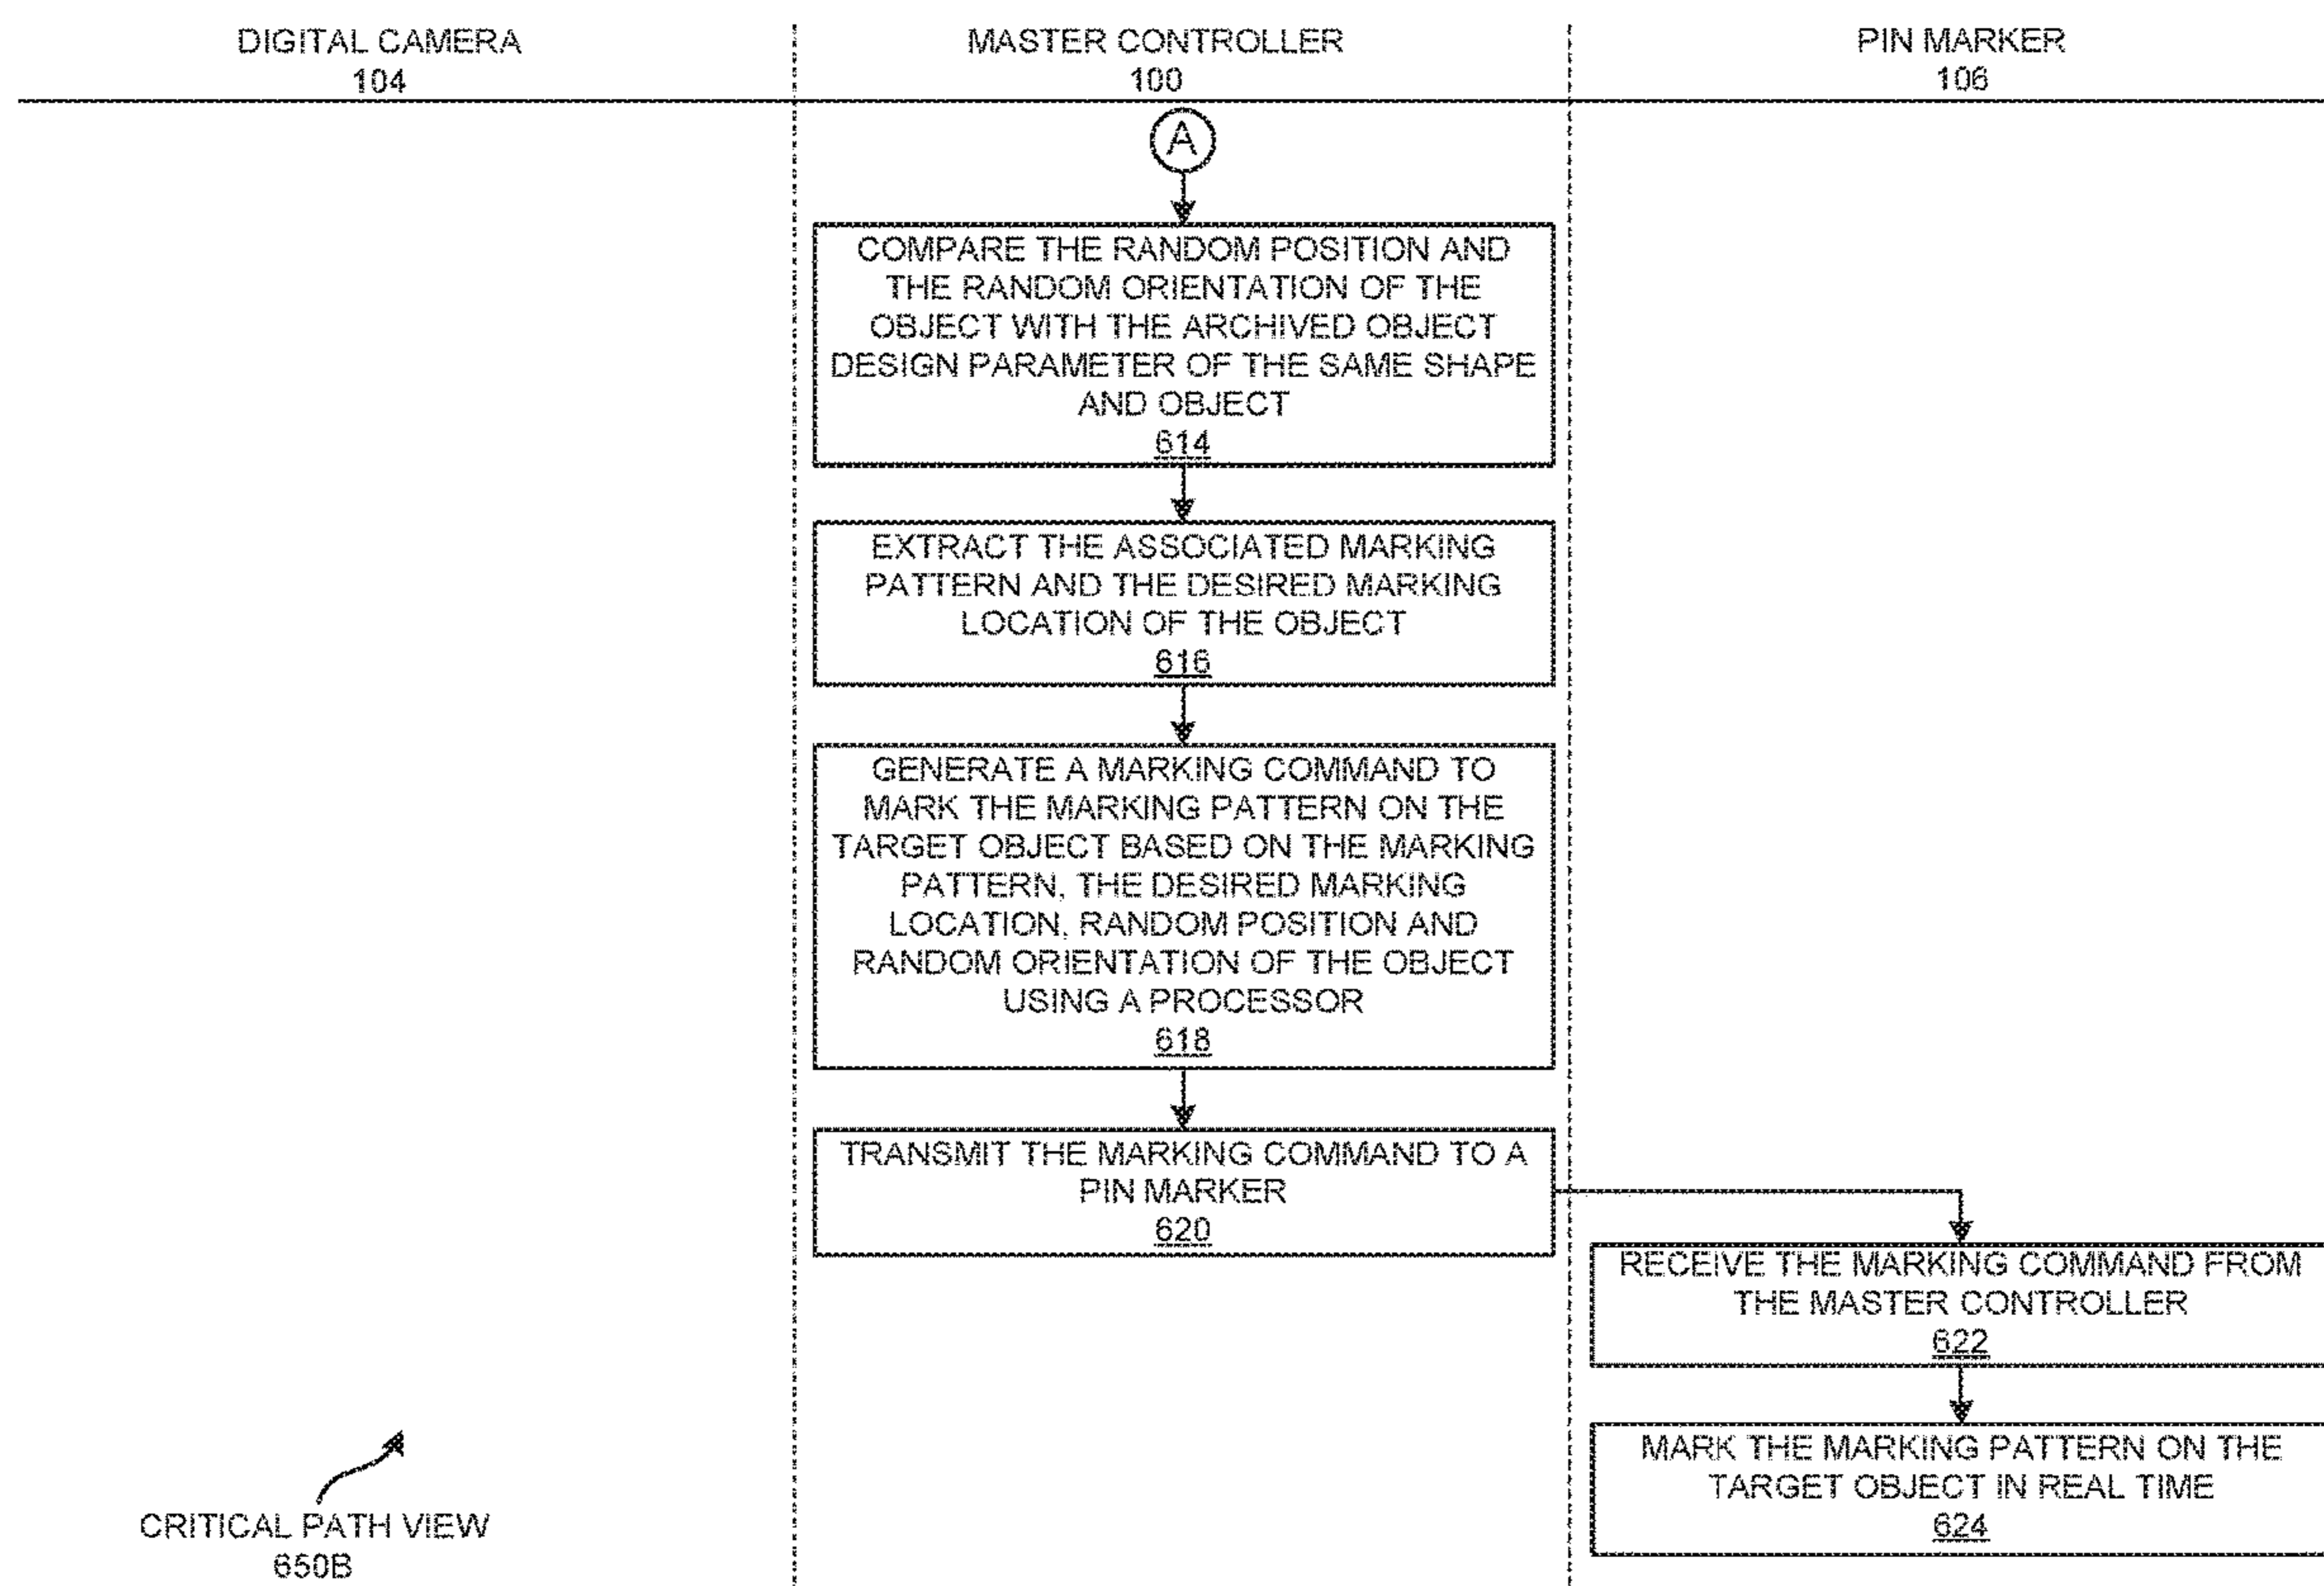 DIGITAL CAMERA
104
MASTER CONTROLLER
100
PIN MARKER
106
A
COMPARE THE RANDOM POSITION AND
THE RANDOM ORIENTATION OF THE
OBJECT WITH THE ARCHIVED OBJECT
DESIGN PARAMETER OF THE SAME SHAPE
AND OBJECT
614
EXTRACT THE ASSOCIATED MARKING
PATTERN AND THE DESIRED MARKING
LOCATION OF THE OBJECT
616
GENERATE A MARKING COMMAND TO
MARK THE MARKING PATTERN ON THE
TARGET OBJECT BASED ON THE MARKING
PATTERN, THE DESIRED MARKING
LOCATION, RANDOM POSITION AND
RANDOM ORIENTATION OF THE OBJECT
USING A PROCESSOR
618
TRANSMIT THE MARKING COMMAND TO A
PIN MARKER
620
RECEIVE THE MARKING COMMAND FROM
THE MASTER CONTROLLER
622
MARK THE MARKING PATTERN ON THE
TARGET OBJECT IN REAL TIME
624
CRITICAL PATH VIEW
650B